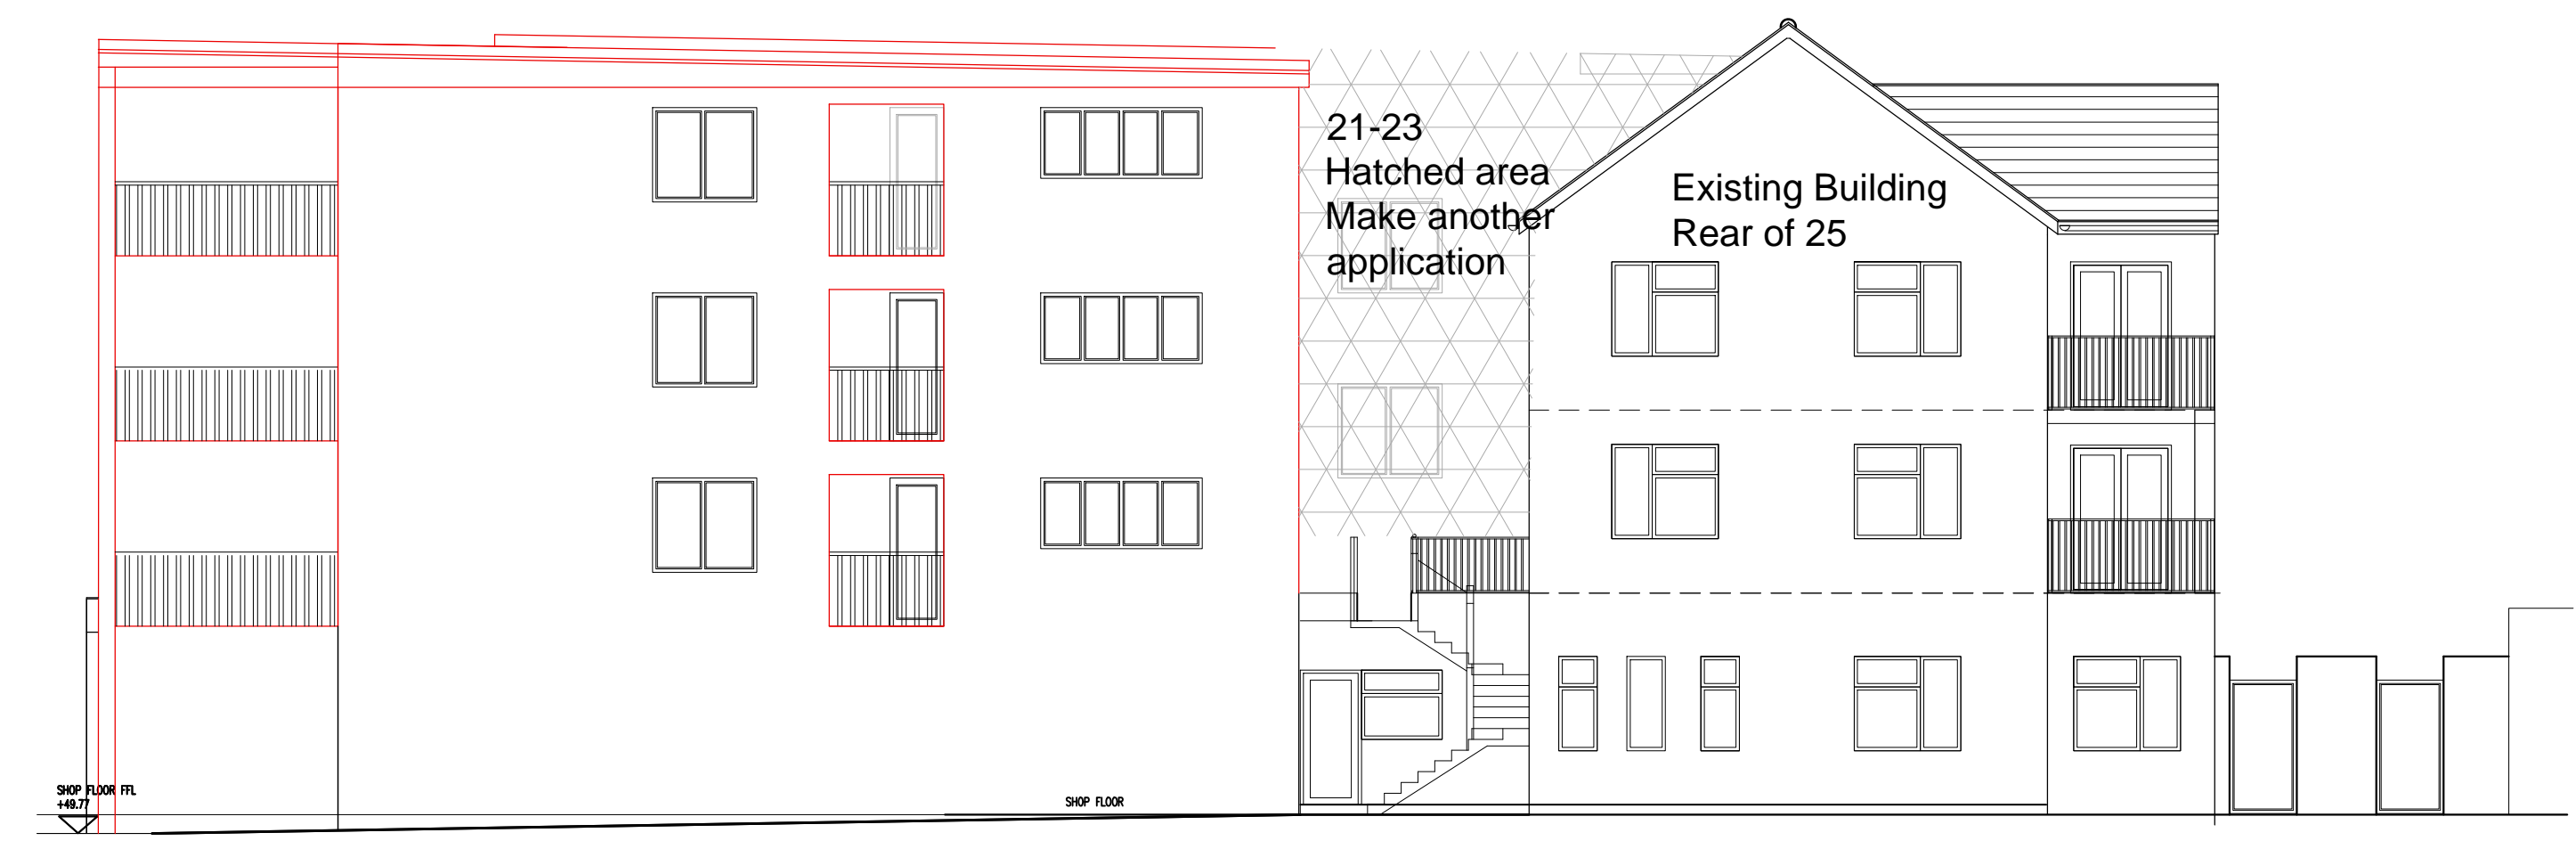 21-23
Hatched area
Make another
application
Existing Building
Rear of 25
SHOP FLOOR FFL
+49.77
SHOP FLOOR